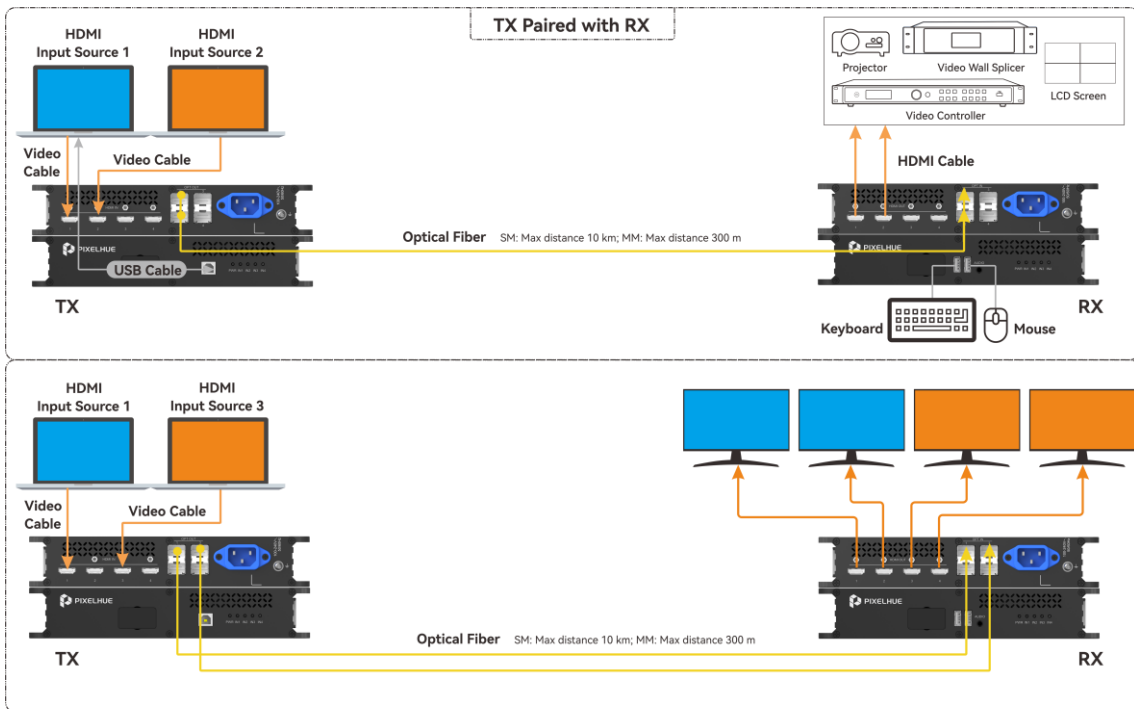 TX Paired with RX
HDMI
Input Source 1
HDMI
Input Source 2
Projector
Video Wall Splicer
LCD Screen
Video Controller
Video
Cable
Video Cable
HDMI Cable
Optical Fiber SM: Max distance 10 km; MM: Max distance 300 m
PIXELHUE
USB Cable
TX
RX
Keyboard
Mouse
HDMI
Input Source 1
HDMI
Input Source 3
Video
Cable
Video Cable
PIXELHUE
PIXELHUE
Optical Fiber SM: Max distance 10 km; MM: Max distance 300 m
TX
RX